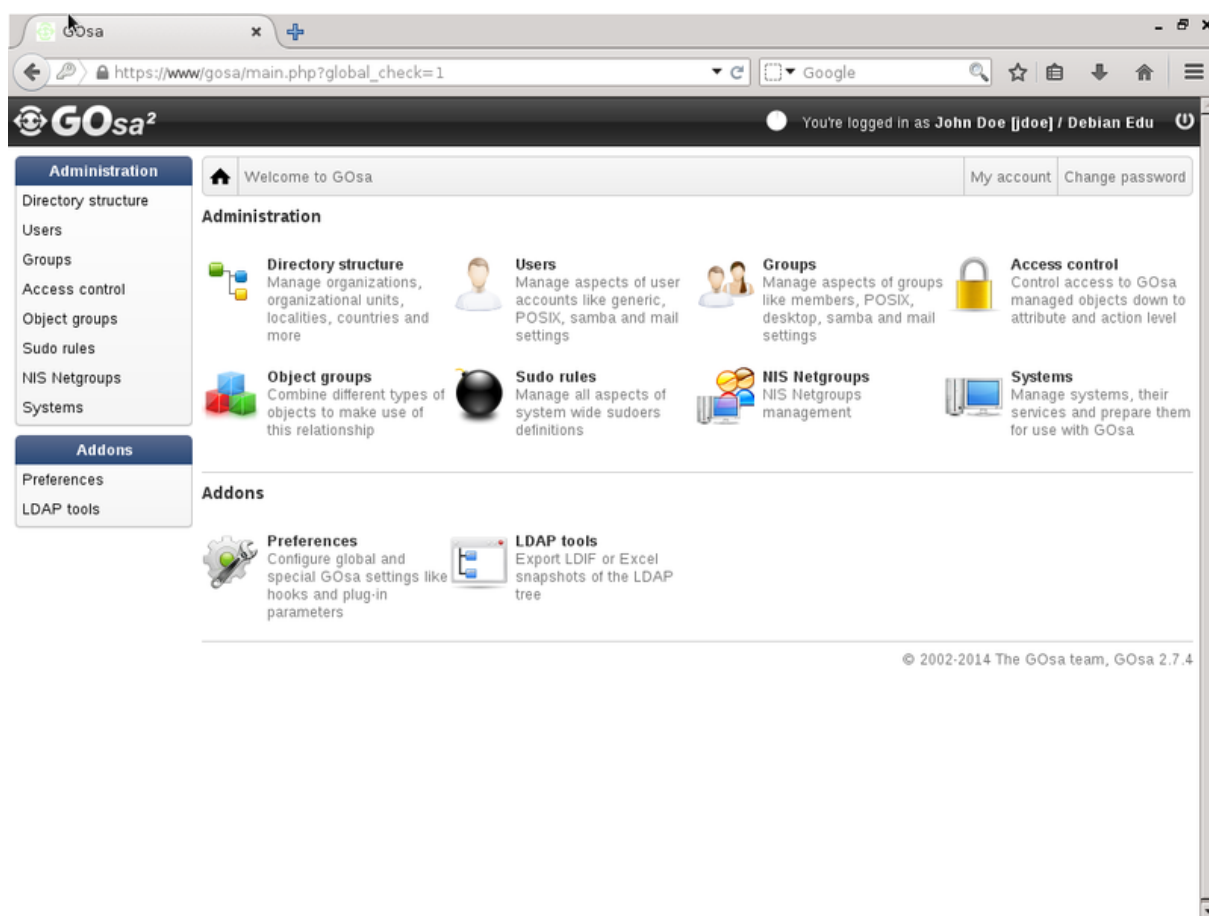 GOsa
https://www/gosa/main.php?global_check=1
Google
GOsa²
You're logged in as John Doe [jdoe] / Debian Edu
Administration
Directory structure
Users
Groups
Access control
Object groups
Sudo rules
NIS Netgroups
Systems
Addons
Preferences
LDAP tools
Welcome to GOsa
My account
Change password
Administration
Directory structure
Manage organizations,
organizational units,
localities, countries and
more
Users
Manage aspects of user
accounts like generic,
POSIX, samba and mail
settings
Groups
Manage aspects of groups
like members, POSIX,
desktop, samba and mail
settings
Access control
Control access to GOsa
managed objects down to
attribute and action level
Object groups
Combine different types of
objects to make use of
this relationship
Sudo rules
Manage all aspects of
system wide sudoers
definitions
NIS Netgroups
NIS Netgroups
management
Systems
Manage systems, their
services and prepare them
for use with GOsa
Addons
Preferences
Configure global and
special GOsa settings like
hooks and plug-in
parameters
LDAP tools
Export LDIF or Excel
snapshots of the LDAP
tree
© 2002-2014 The GOsa team, GOsa 2.7.4